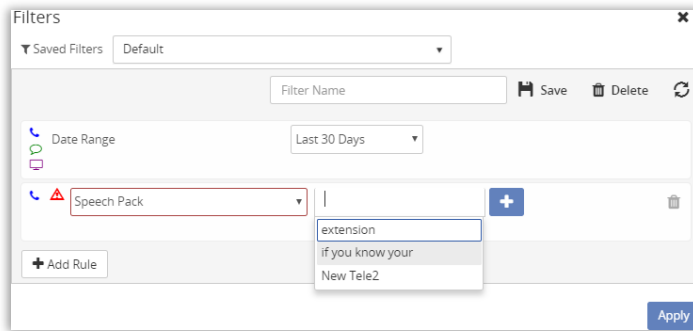 Filters
Saved Filters Default
Filter Name Save Delete
Date Range Last 30 Days
Speech Pack
extension
if you know your
New Tele2
Add Rule
Apply